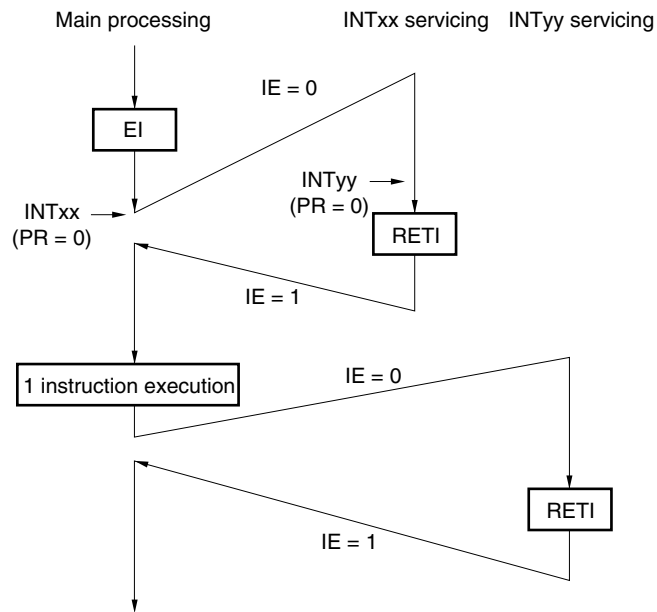 Main processing
INTxx servicing
INTyy servicing
IE = 0
EI
INTyy
(PR = 0)
INTxx
(PR = 0)
RETI
IE = 1
1 instruction execution
IE = 0
RETI
IE = 1